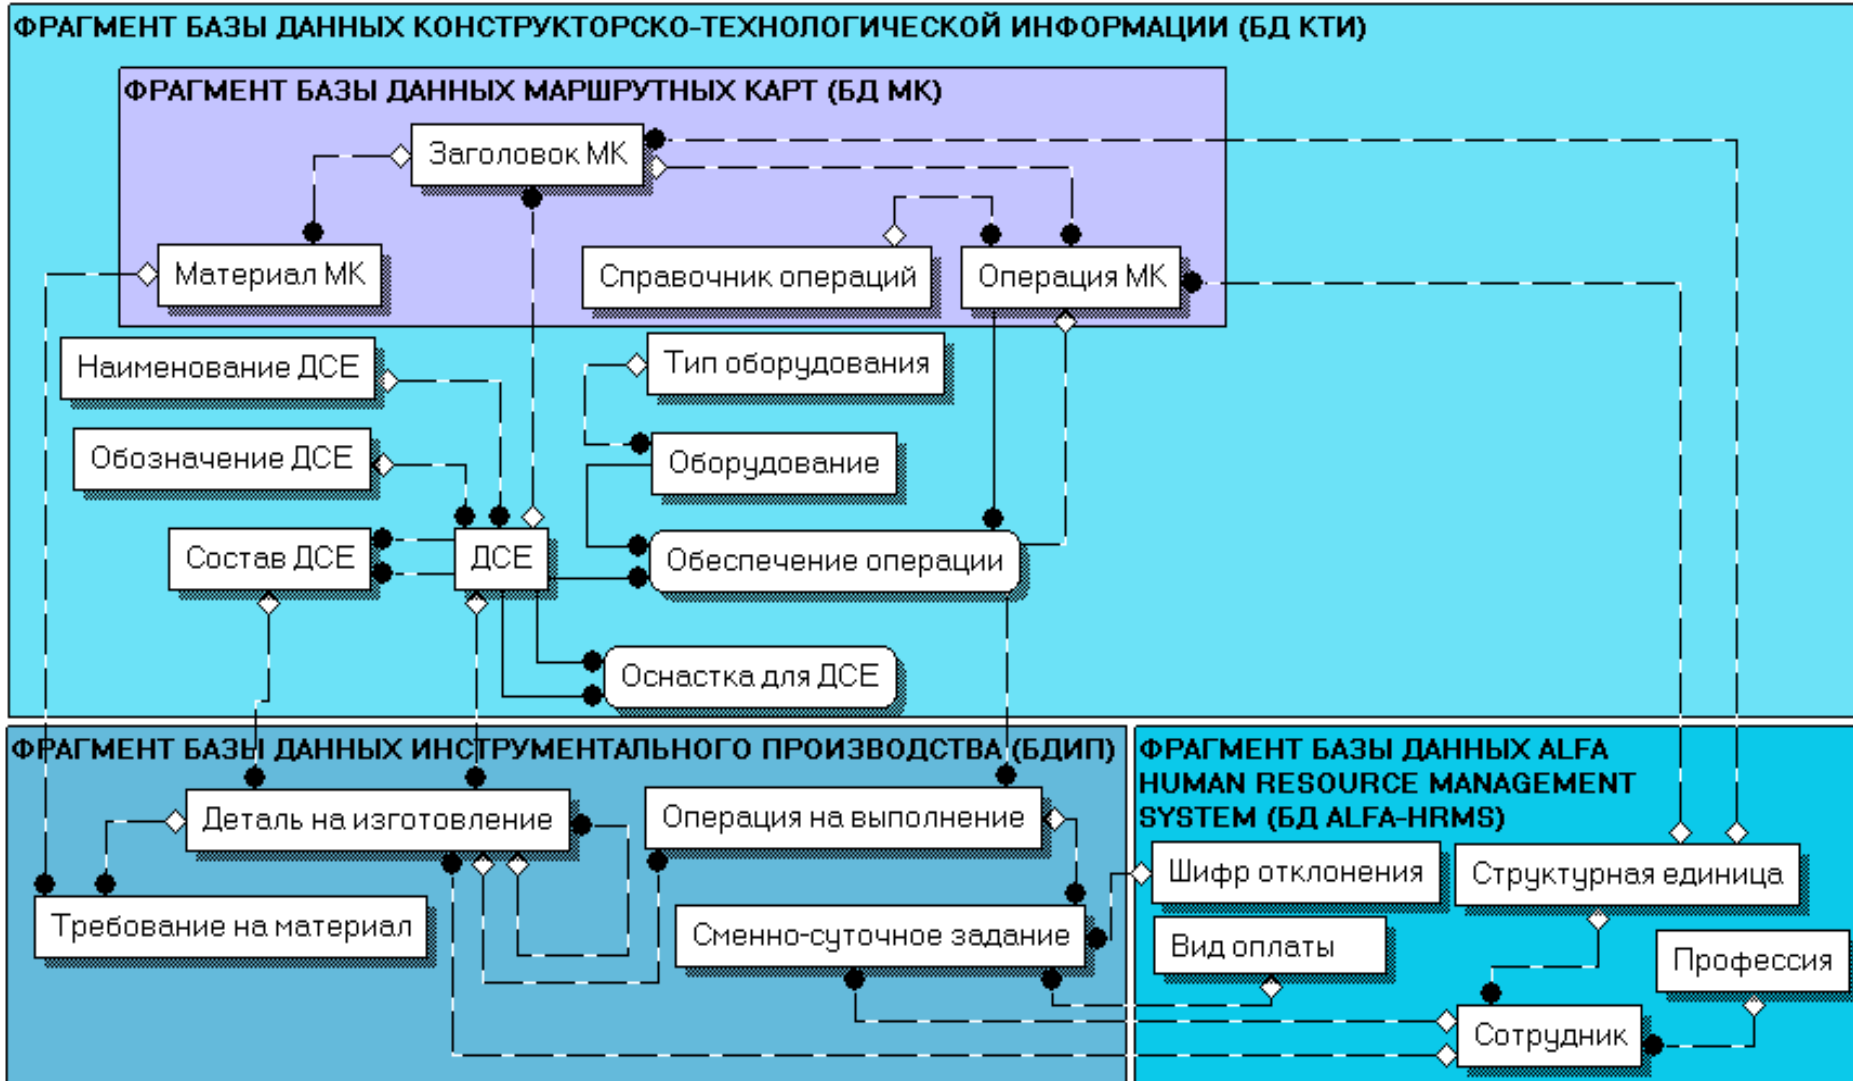 ФРАГМЕНТ БАЗЫ ДАННЫХ КОНСТРУКТОРСКО-ТЕХНОЛОГИЧЕСКОЙ ИНФОРМАЦИИ (БД КТИ)
ФРАГМЕНТ БАЗЫ ДАННЫХ МАРШРУТНЫХ КАРТ (БД МК)
Заголовок МК
Материал МК
Справочник операций
Операция МК
Наименование ДСЕ
Тип оборудования
Обозначение ДСЕ
Оборудование
Состав ДСЕ
ДСЕ
Обеспечение операции
Оснастка для ДСЕ
ФРАГМЕНТ БАЗЫ ДАННЫХ ИНСТРУМЕНТАЛЬНОГО ПРОИЗВОДСТВА (БДИП)
Деталь на изготовление
Операция на выполнение
Требование на материал
Сменно-суточное задание
ФРАГМЕНТ БАЗЫ ДАННЫХ ALFA
HUMAN RESOURCE MANAGEMENT
SYSTEM (БД ALFA-HRMS)
Шифр отклонения
Структурная единица
Вид оплаты
Профессия
Сотрудник